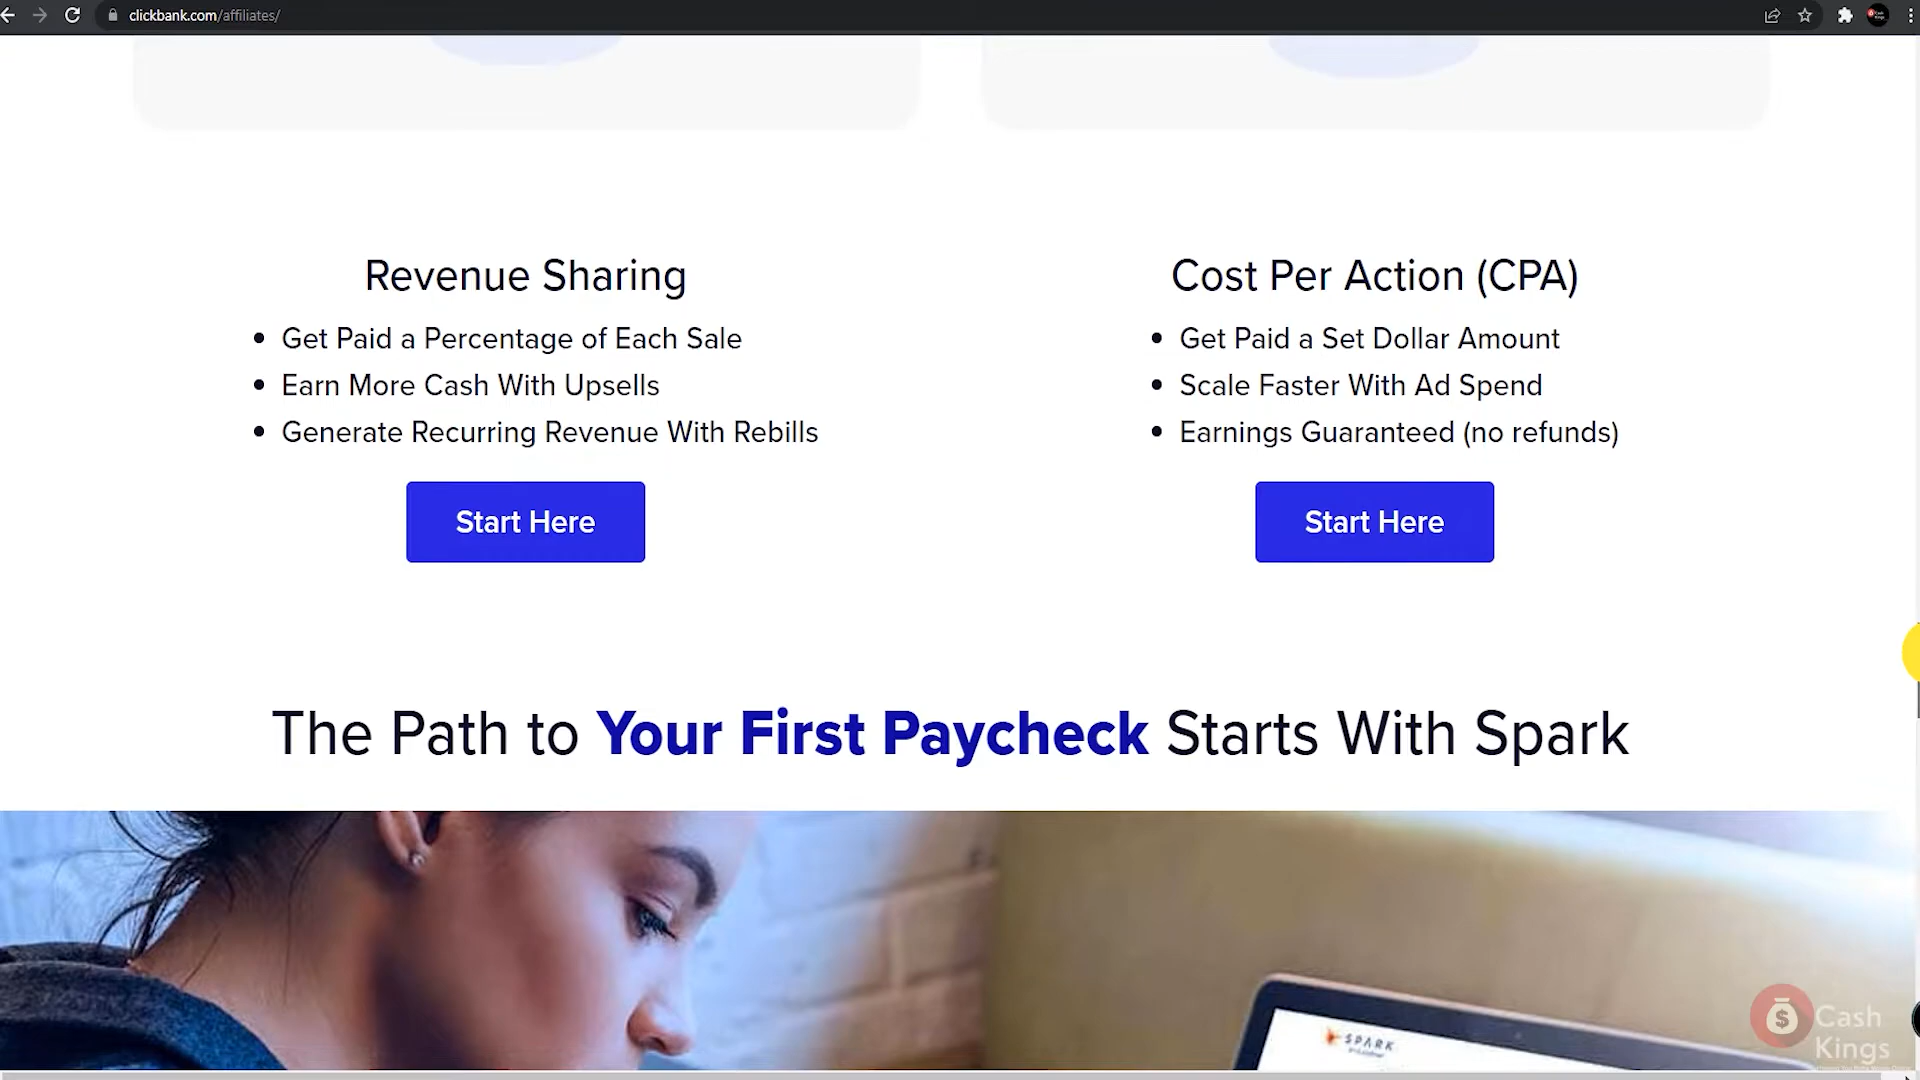 clickbank.com/affiliates/
Revenue Sharing
• Get Paid a Percentage of Each Sale
• Earn More Cash With Upsells
• Generate Recurring Revenue With Rebills
Start Here
Cost Per Action (CPA)
• Get Paid a Set Dollar Amount
• Scale Faster With Ad Spend
• Earnings Guaranteed (no refunds)
Start Here
The Path to Your First Paycheck Starts With Spark
SPARK
Cash
Kings